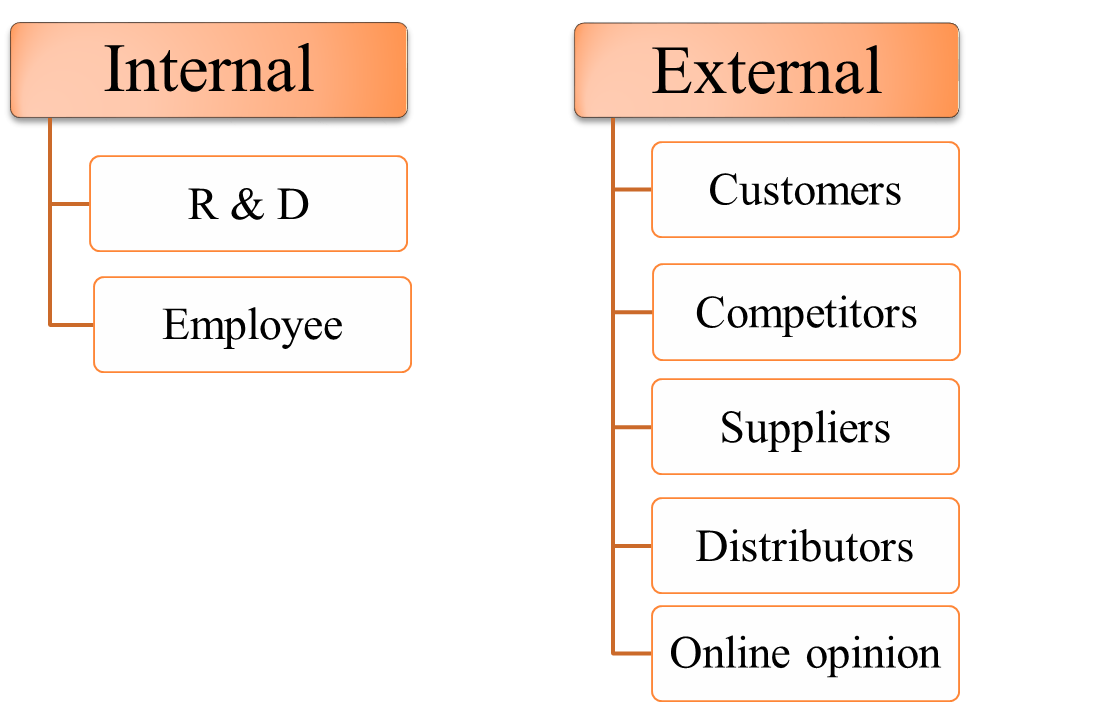 Internal
R & D
Employee
External
Customers
Competitors
Suppliers
Distributors
Online opinion